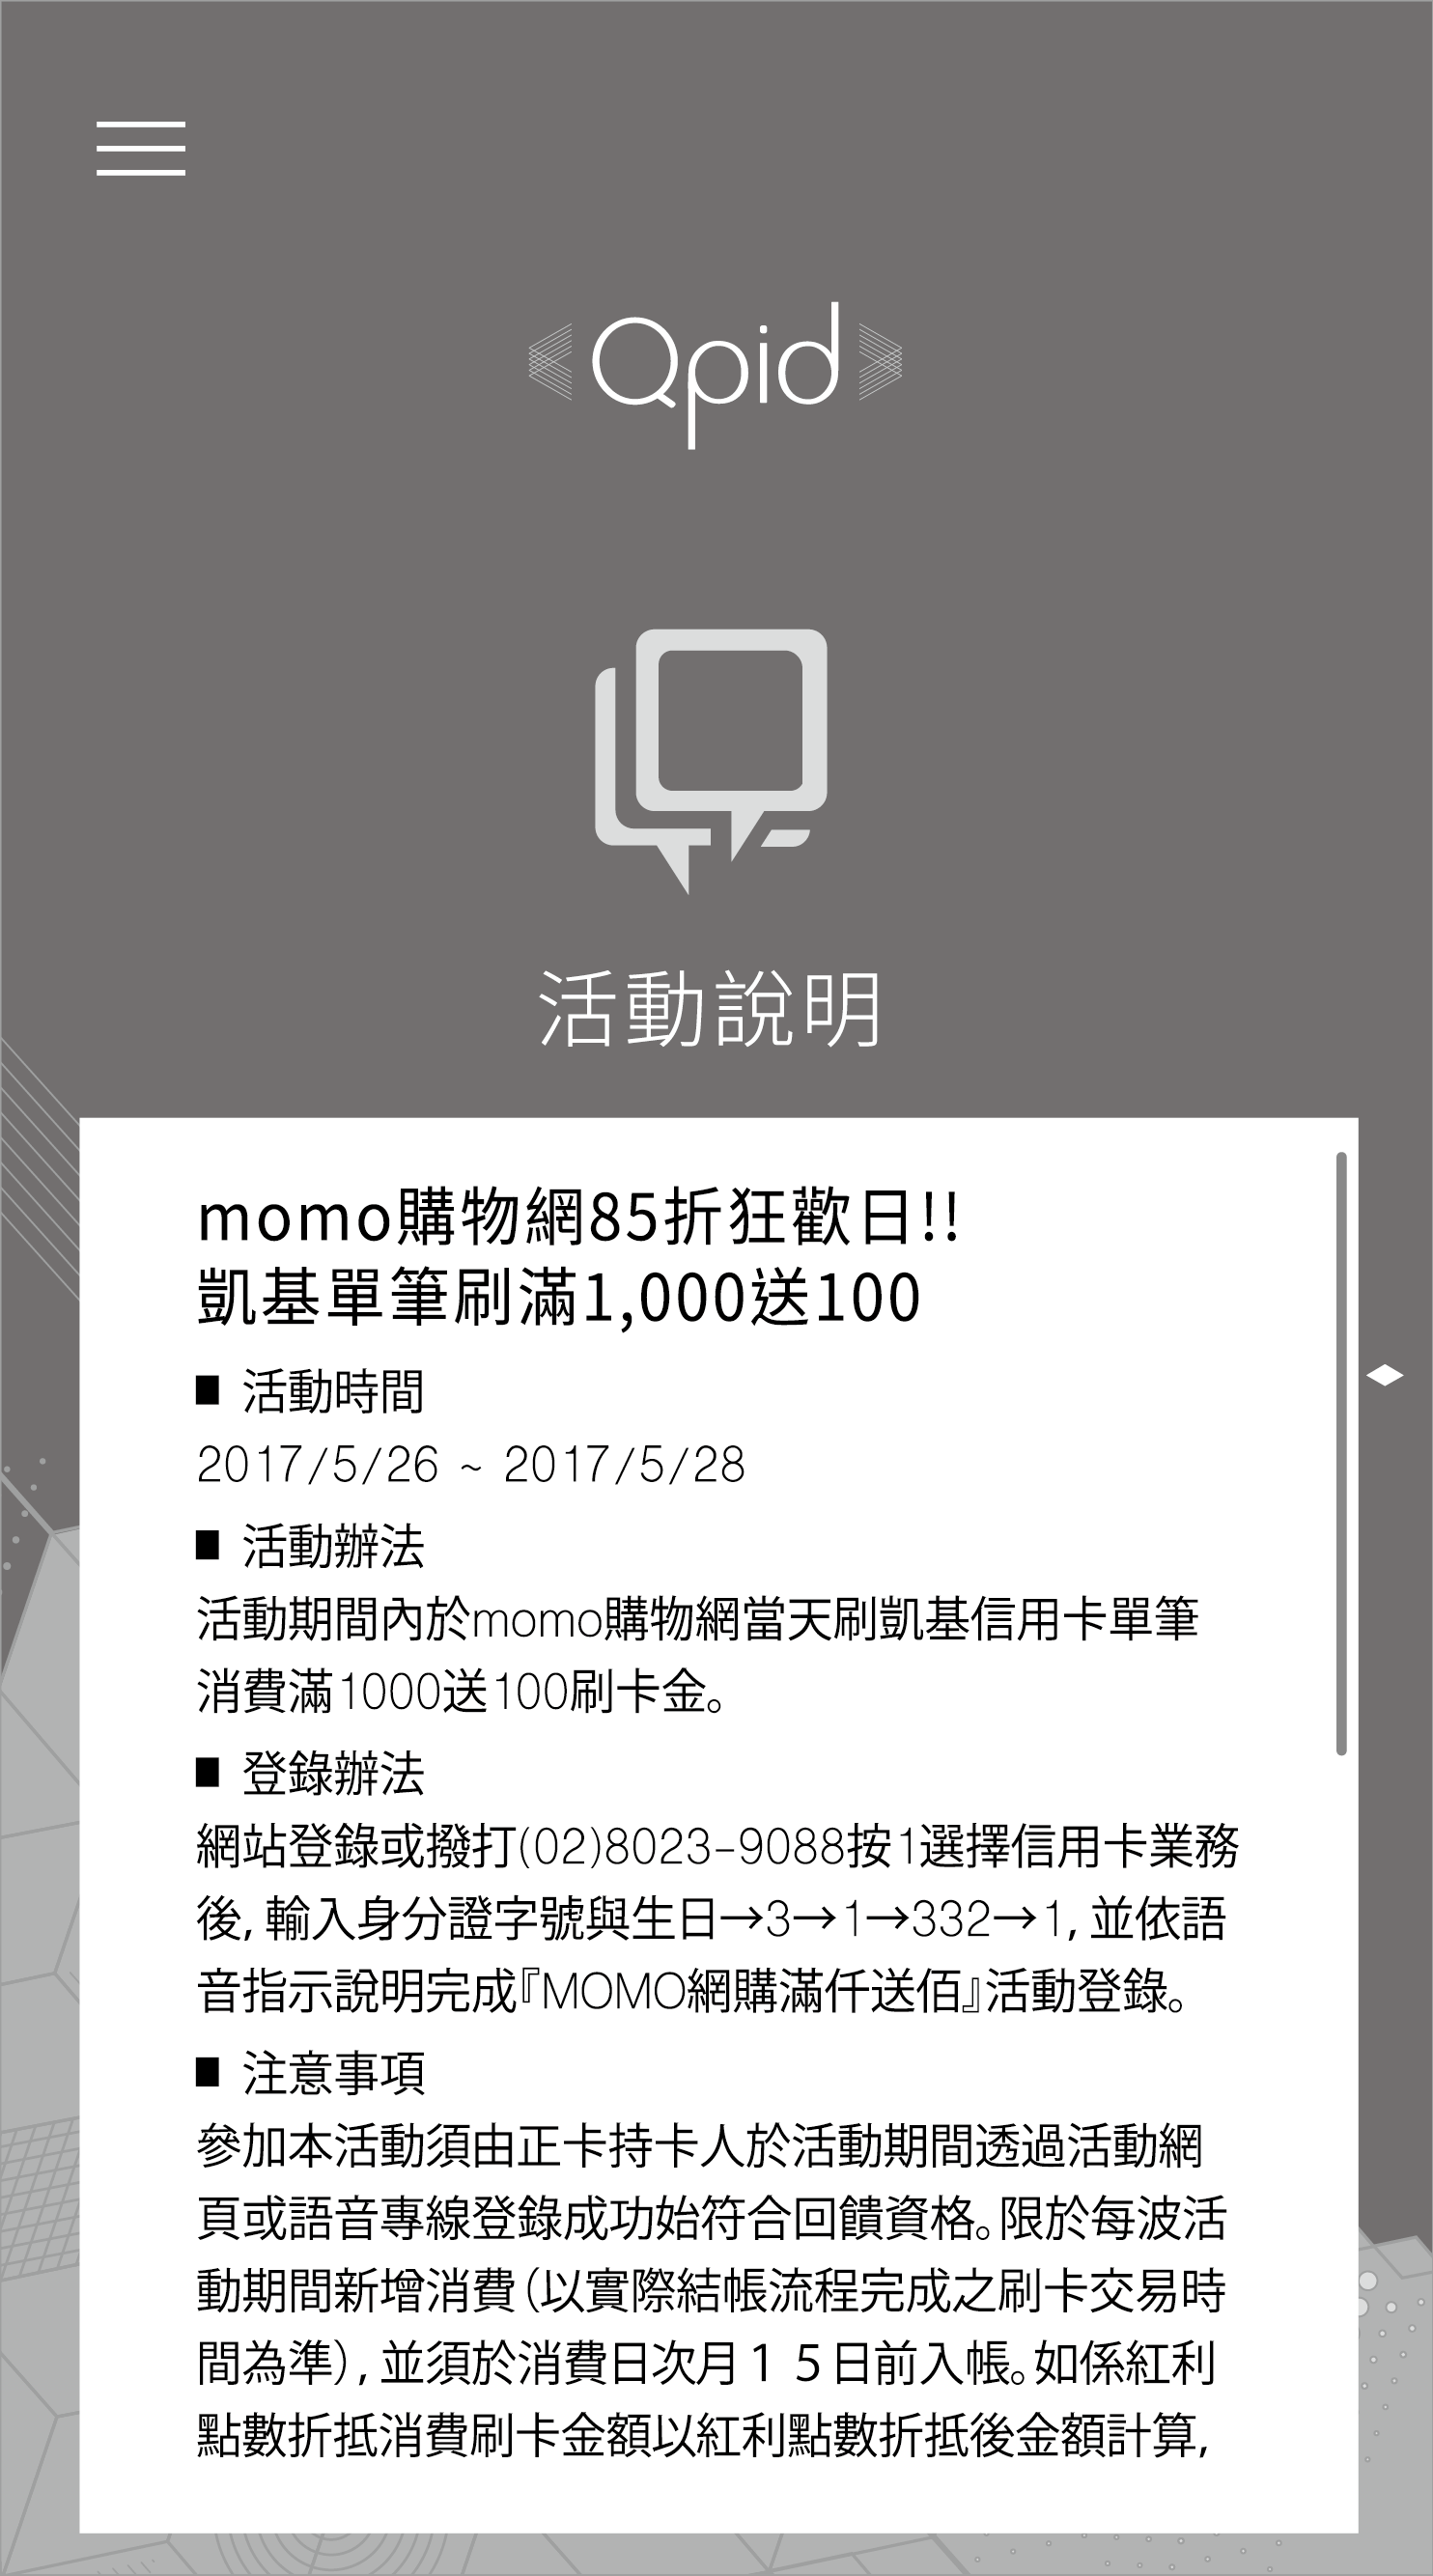 Qpid
活動說明
momo購物網85折狂歡日!!
凱基單筆刷滿1,000送100
■ 活動時間
2017/5/26 ~ 2017/5/28
■ 活動辦法
活動期間內於momo購物網當天刷凱基信用卡單筆
消費滿1000送100刷卡金。
■ 登錄辦法
網站登錄或撥打(02)8023-9088按1選擇信用卡業務
後, 輸入身分證字號與生日→3→1→332→1, 並依語
音指示說明完成『MOMO網購滿仟送佰』活動登錄。
■ 注意事項
參加本活動須由正卡持卡人於活動期間透過活動網
頁或語音專線登錄成功始符合回饋資格。限於每波活
動期間新增消費（以實際結帳流程完成之刷卡交易時
間為準）, 並須於消費日次月１５日前入帳。如係紅利
點數折抵消費刷卡金額以紅利點數折抵後金額計算,